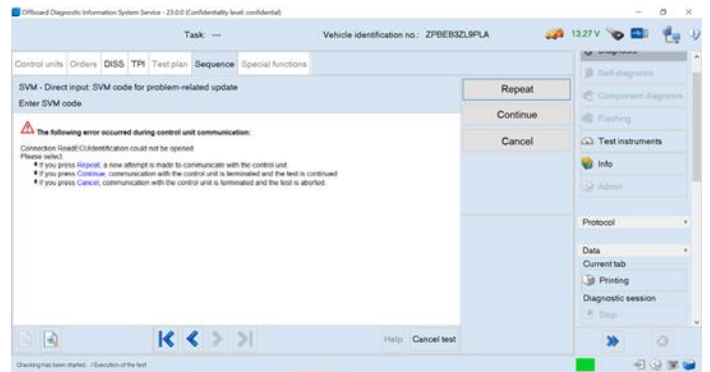 Offboard Diagnostic Information System Service - 23.0.0 (Confidentiality level: confidential)
Task: ---
Vehicle identification no.: ZPBEB3ZL9PLA
13.27 V
Control units Orders DISS TPI Test plan Sequence Special functions
SVM - Direct input: SVM code for problem-related update
Enter SVM code
The following error occurred during control unit communication:
Connection ReadECUIdentification could not be opened
Please select.
If you press Repeat, a new attempt is made to communicate with the control unit.
If you press Continue, communication with the control unit is terminated and the test is continued
If you press Cancel, communication with the control unit is terminated and the test is aborted.
Repeat
Continue
Cancel
Diagnosis
Self-diagnosis
Component diagnosis
Flashing
Test instruments
Info
Admin
Protocol
Data
Current tab
Printing
Diagnostic session
Stop
Help
Cancel test
Checking has been started.. / Execution of the test